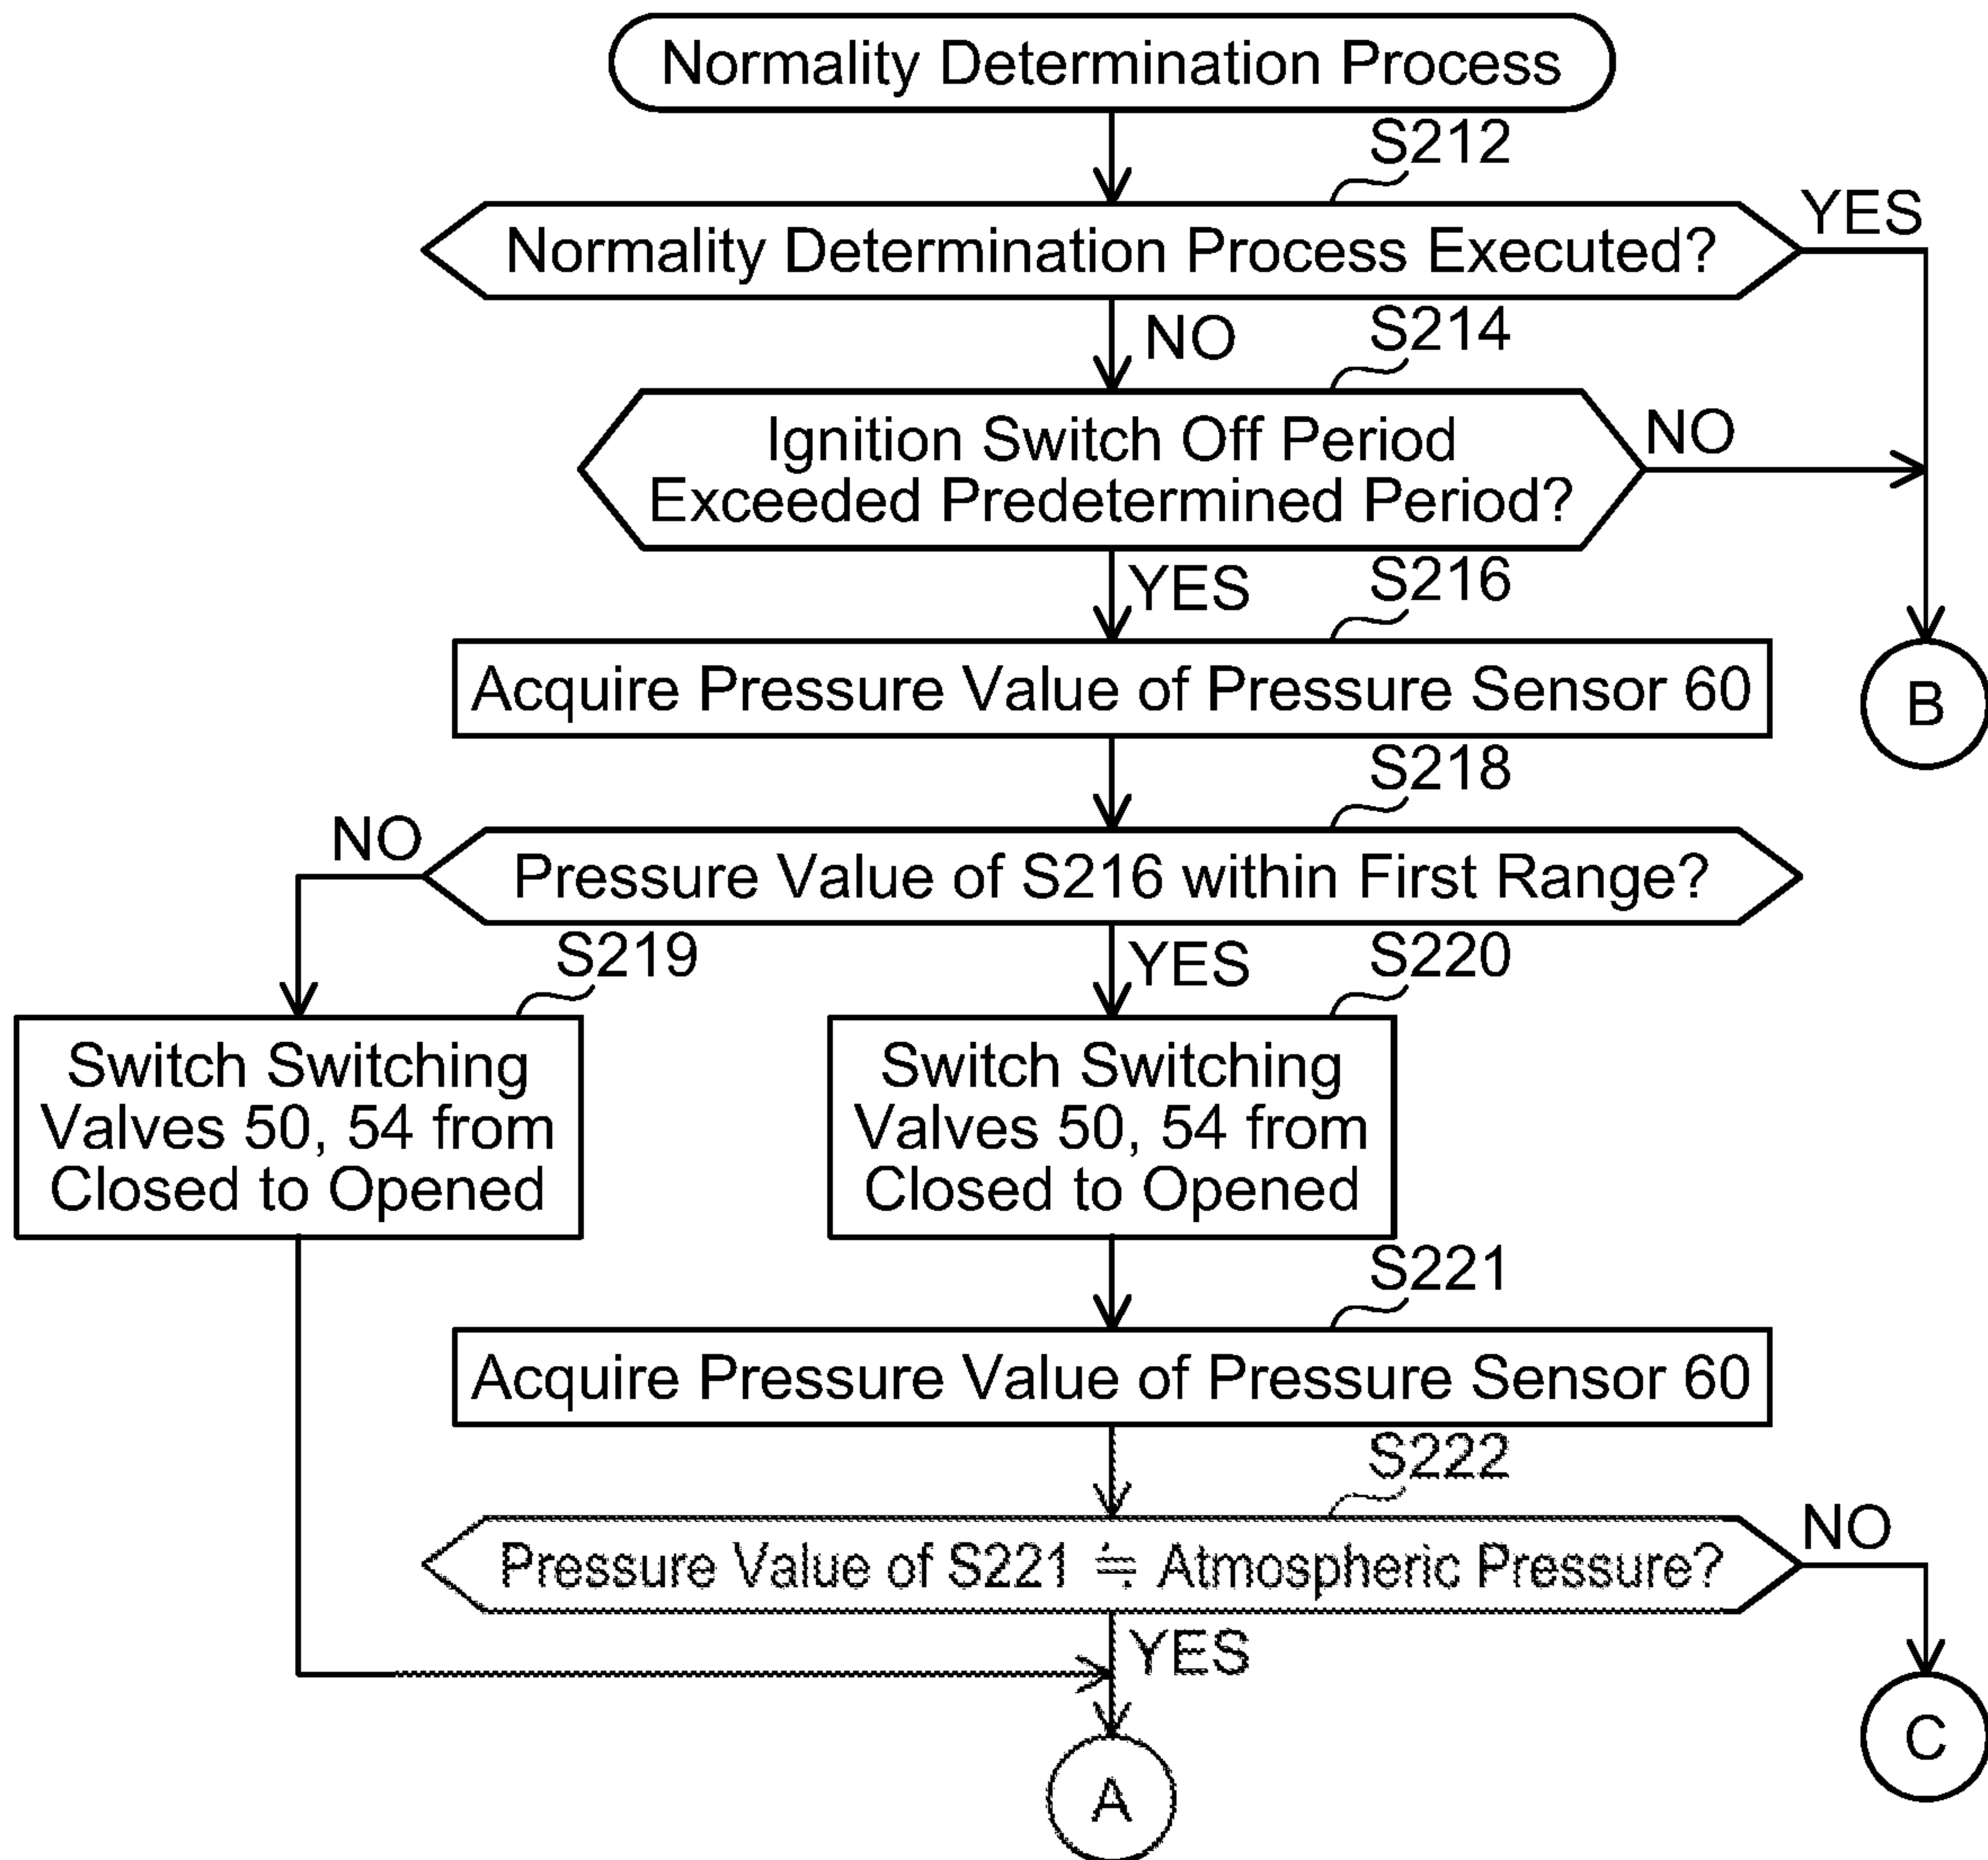 Normality Determination Process
S212
Normality Determination Process Executed?
YES
NO
S214
Ignition Switch Off Period
Exceeded Predetermined Period?
NO
YES
S216
Acquire Pressure Value of Pressure Sensor 60
B
S218
NO
Pressure Value of S216 within First Range?
S219
YES
S220
Switch Switching
Valves 50, 54 from
Closed to Opened
Switch Switching
Valves 50, 54 from
Closed to Opened
S221
Acquire Pressure Value of Pressure Sensor 60
S222
Pressure Value of S221 ≒ Atmospheric Pressure?
NO
YES
C
A